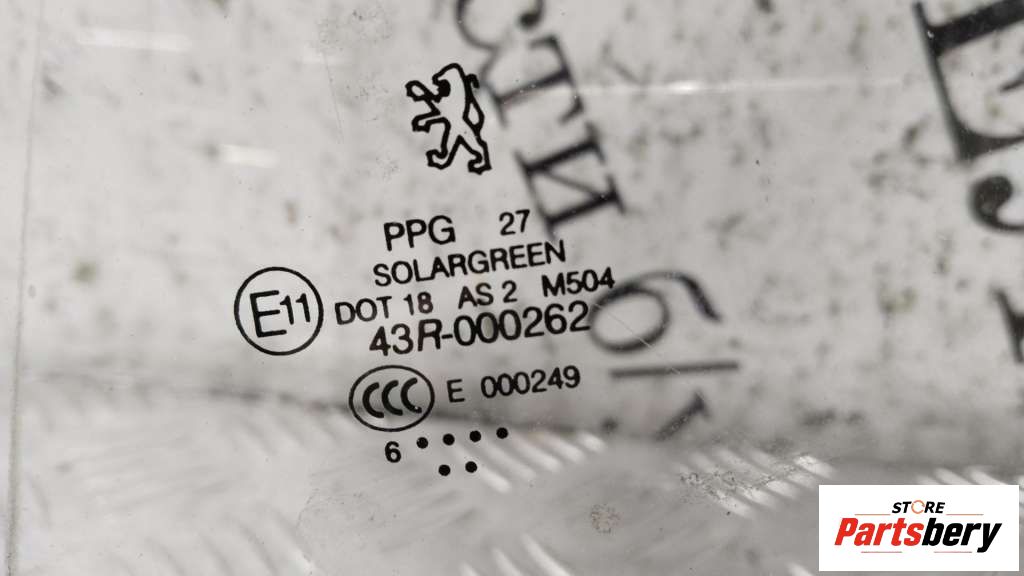 PPG 27
SOLARGREEN
E11
DOT 18 AS 2 M504
43R-000262
CCC E 000249
6
STORE
Partsbery